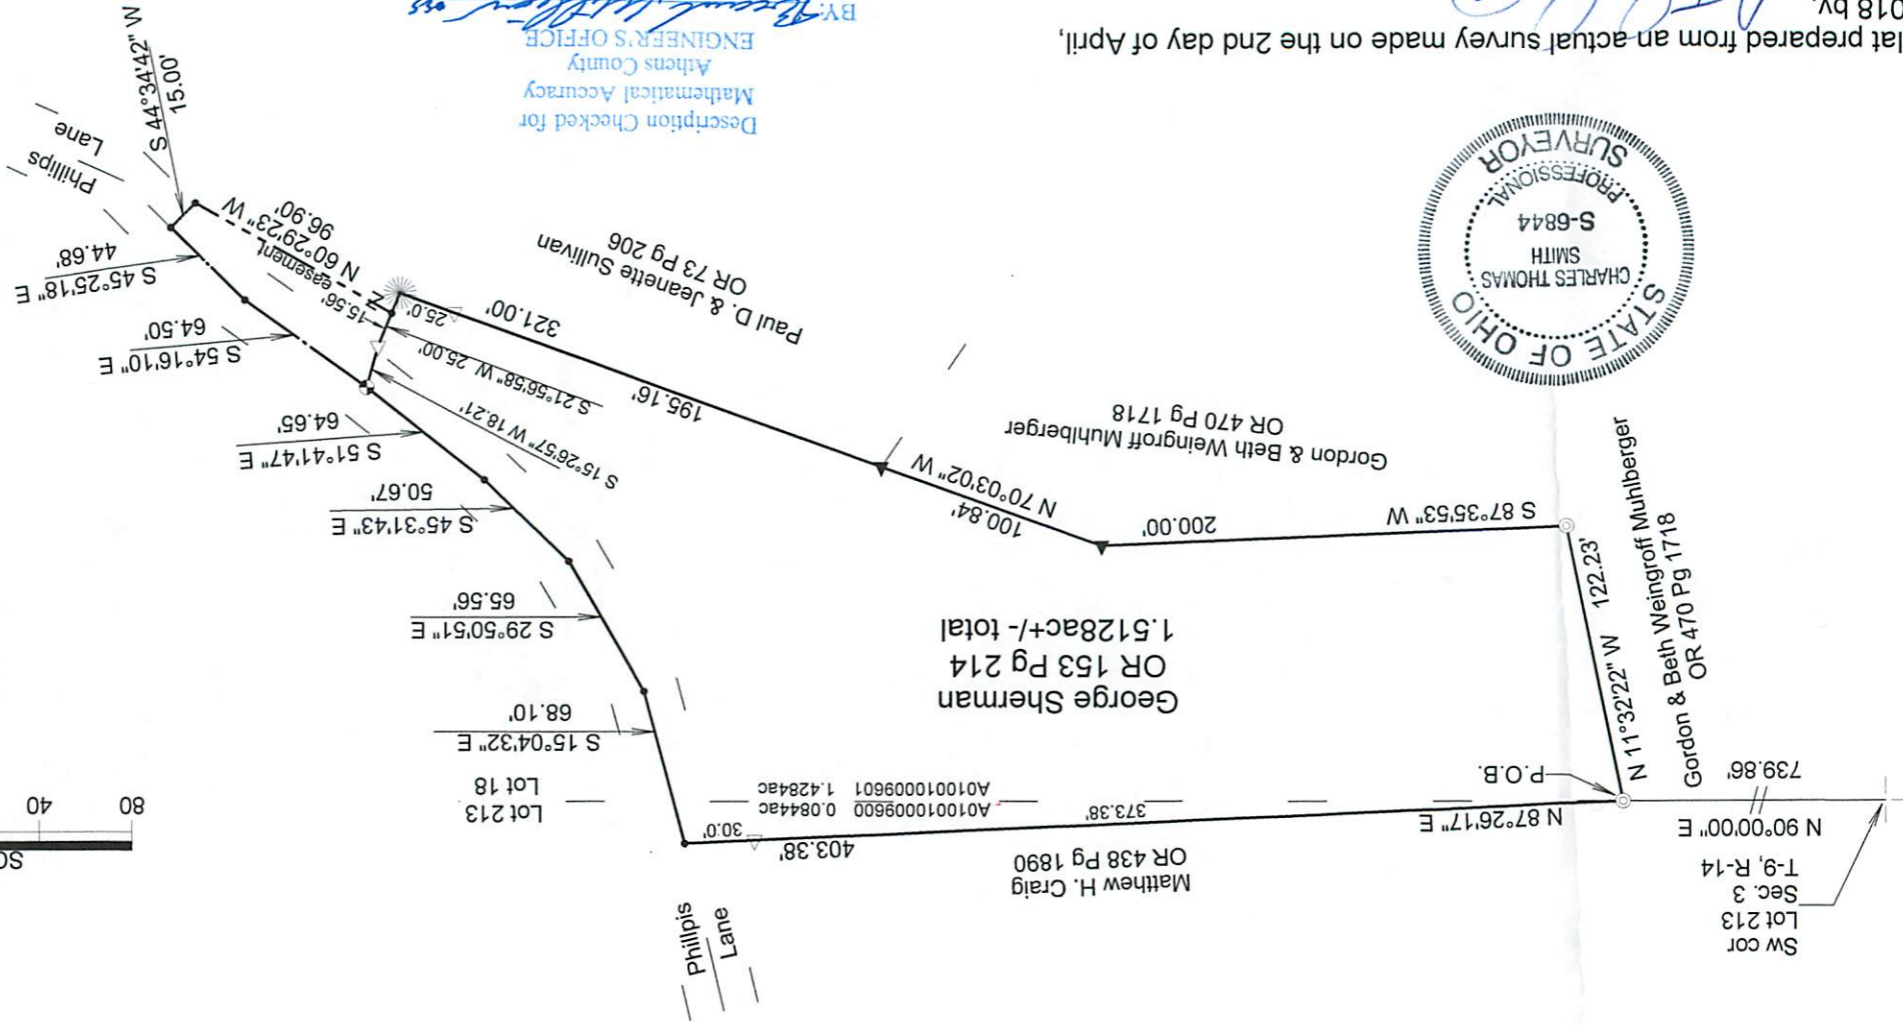 Sw cor
Lot 213
Sec. 3
T-9, R-14
N 90°00'00" E
739.86'
Phillpis
Lane
Matthew H. Craig
OR 438 Pg 1890
N 87°26'17" E
403.38'
373.38'
30.0'
A010010009600 0.0844ac
A010010009601 1.4284ac
P.O.B.
Lot 213
Lot 18
SC
80
40
S 15°04'32" E
68.10'
George Sherman
OR 153 Pg 214
1.5128ac+/- total
N 11°32'22" W 122.23'
Gordon & Beth Weingroff Muhlberger
OR 470 Pg 1718
S 29°50'51" E
65.56'
S 87°35'53" W
200.00'
S 45°31'43" E
50.67'
N 70°03'02" W
100.84'
Gordon & Beth Weingroff Muhlberger
OR 470 Pg 1718
S 51°41'47" E
64.65'
S 15°26'57" W 18.21'
S 21°56'58" W 25.00'
195.16'
321.00'
25.0'
15.56'
S 54°16'10" E
64.50'
S 45°25'18" E
44.68'
easement
N 60°29'23" W
96.90'
Paul D. & Jeanette Sullivan
OR 73 Pg 206
Phillips
Lane
S 44°34'42" W
15.00'
STATE OF OHIO
CHARLES THOMAS
SMITH
S-6844
PROFESSIONAL
SURVEYOR
Description Checked for
Mathematical Accuracy
Athens County
ENGINEER'S OFFICE
BY:
lat prepared from an actual survey made on the 2nd day of April,
018 by